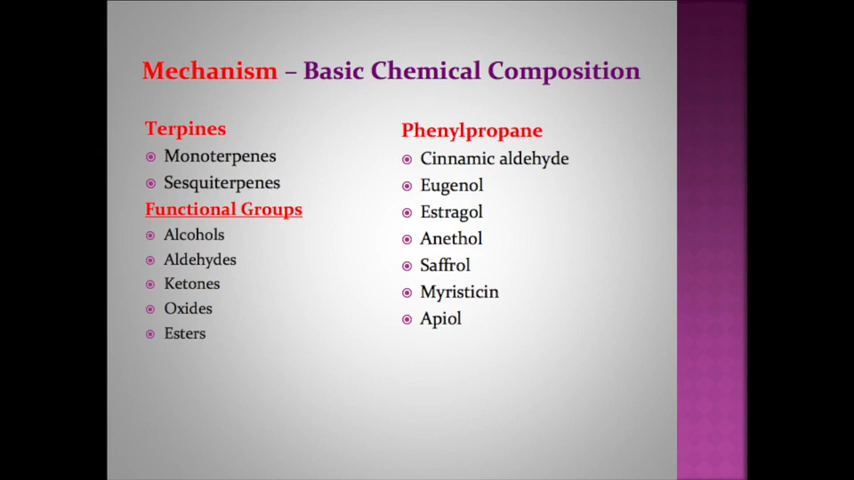 Mechanism – Basic Chemical Composition
Terpines
Monoterpenes
Sesquiterpenes
Functional Groups
Alcohols
Aldehydes
Ketones
Oxides
Esters
Phenylpropane
Cinnamic aldehyde
Eugenol
Estragol
Anethol
Saffrol
Myristicin
Apiol